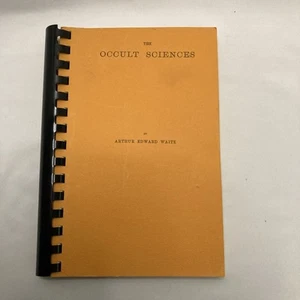 THE
OCCULT SCIENCES
BY
ARTHUR EDWARD WAITE